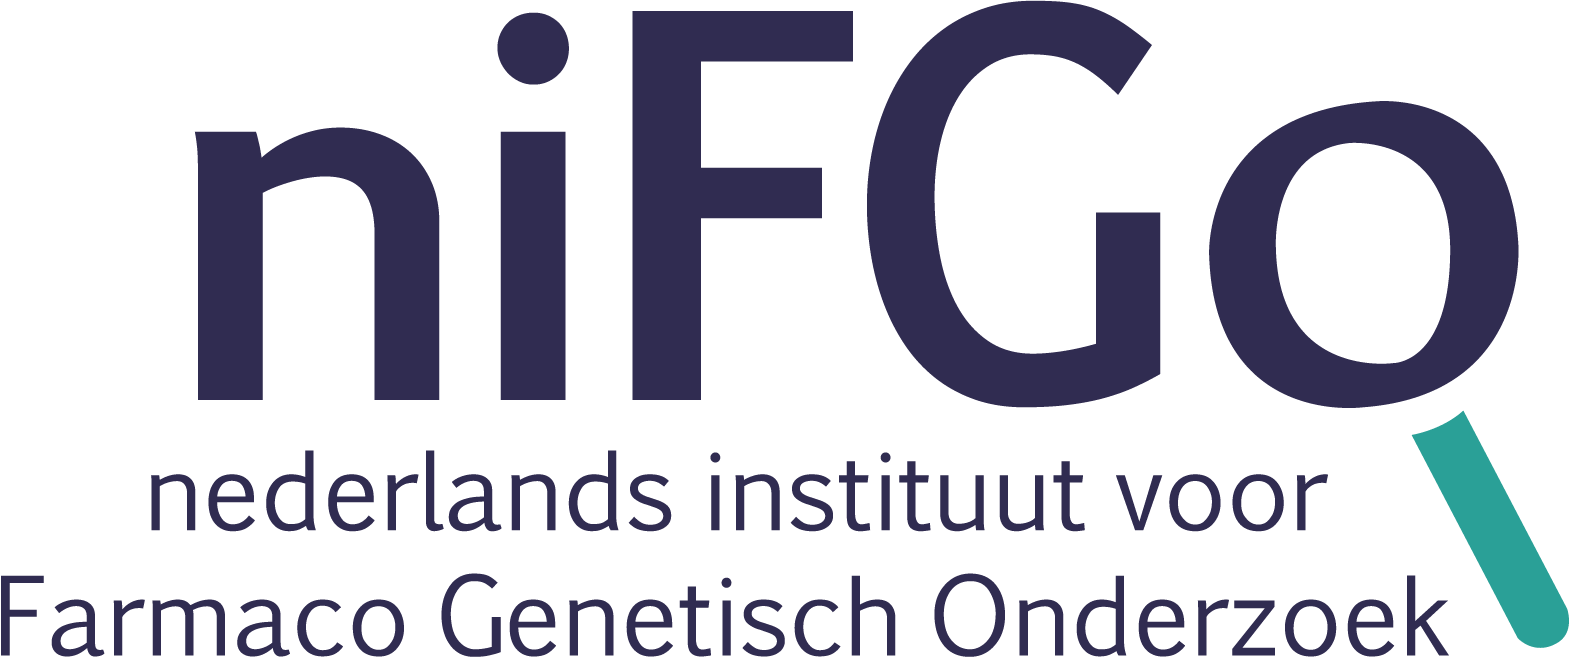 niFGo
nederlands instituut voor
Farmaco Genetisch Onderzoek